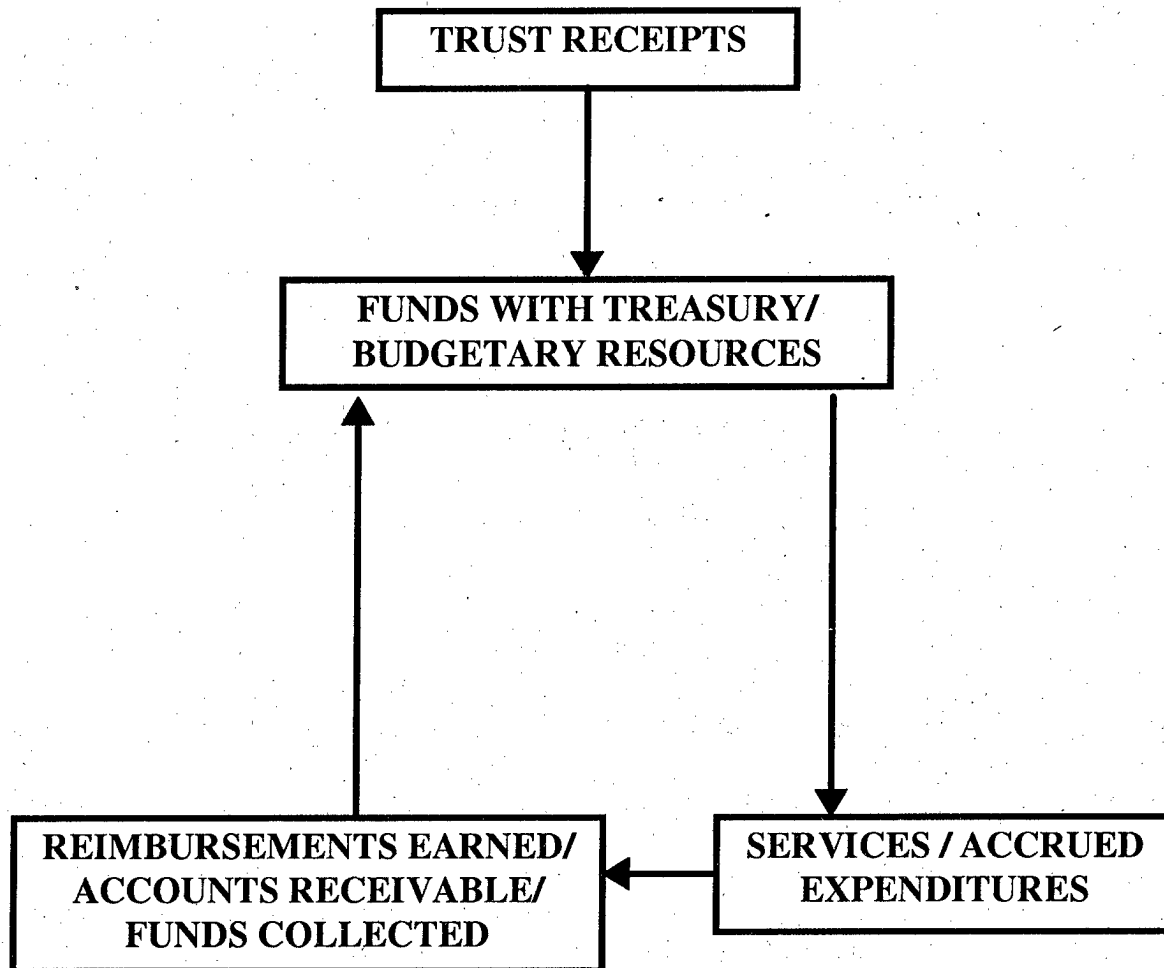 TRUST RECEIPTS
FUNDS WITH TREASURY/
BUDGETARY RESOURCES
REIMBURSEMENTS EARNED/
ACCOUNTS RECEIVABLE/
FUNDS COLLECTED
SERVICES / ACCRUED
EXPENDITURES